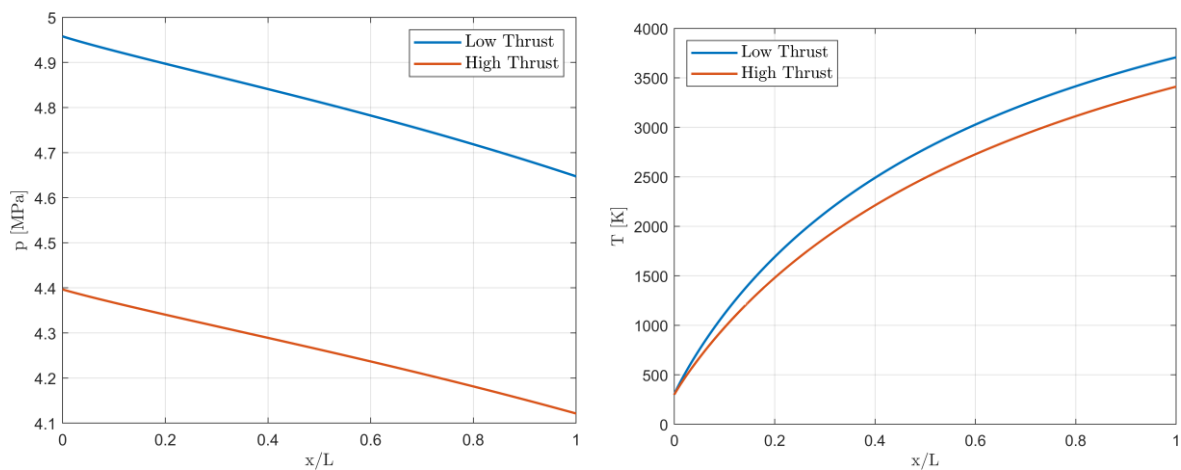 5
4.9
4.8
4.7
4.6
4.5
4.4
4.3
4.2
4.1
p [MPa]
0 0.2 0.4 0.6 0.8 1
x/L
Low Thrust
High Thrust
4000
3500
3000
2500
2000
1500
1000
500
0
T [K]
0 0.2 0.4 0.6 0.8 1
x/L
Low Thrust
High Thrust